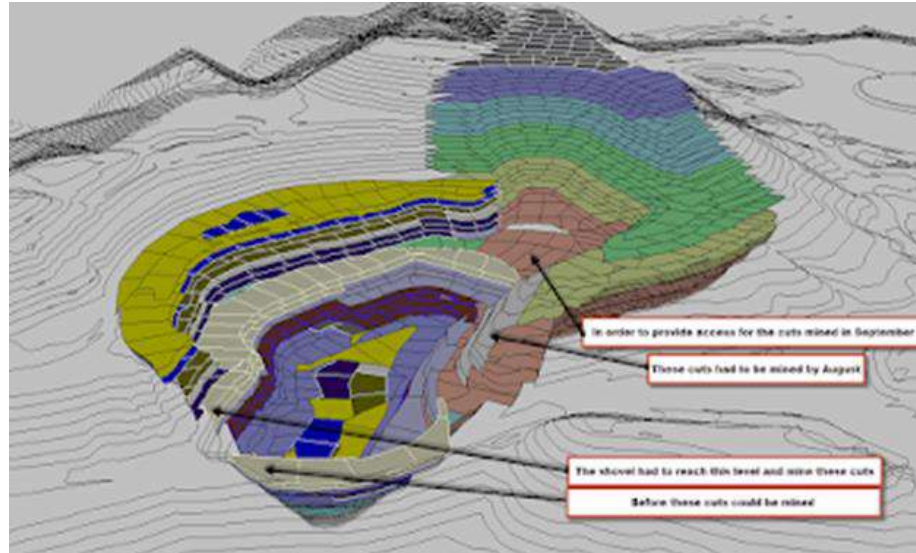 In order to provide access for the cuts mined in September
These cuts had to be mined by August
The shovel had to reach this level and mine these cuts
Before these cuts could be mined